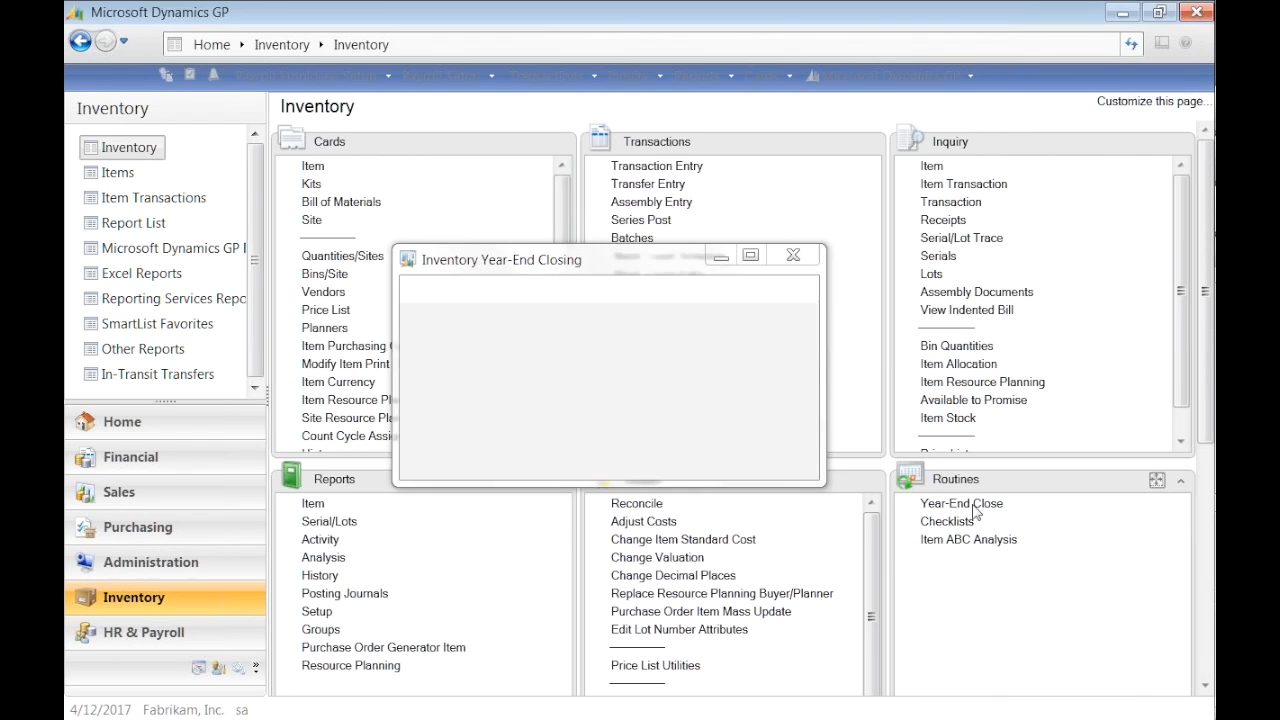 Microsoft Dynamics GP
Home Inventory Inventory
Inventory
Inventory
Items
Item Transactions
Report List
Microsoft Dynamics GP
Excel Reports
Reporting Services Repo
SmartList Favorites
Other Reports
In-Transit Transfers
Home
Financial
Sales
Purchasing
Administration
Inventory
HR & Payroll
Inventory
Customize this page...
Cards
Item
Kits
Bill of Materials
Site
Quantities/Sites
Bins/Site
Vendors
Price List
Planners
Item Purchasing
Modify Item Print
Item Currency
Item Resource Pl
Site Resource Pl
Count Cycle Assi
Transactions
Transaction Entry
Transfer Entry
Assembly Entry
Series Post
Batches
Inquiry
Item
Item Transaction
Transaction
Receipts
Serial/Lot Trace
Serials
Lots
Assembly Documents
View Indented Bill
Bin Quantities
Item Allocation
Item Resource Planning
Available to Promise
Item Stock
Inventory Year-End Closing
Reports
Item
Serial/Lots
Activity
Analysis
History
Posting Journals
Setup
Groups
Purchase Order Generator Item
Resource Planning
Reconcile
Adjust Costs
Change Item Standard Cost
Change Valuation
Change Decimal Places
Replace Resource Planning Buyer/Planner
Purchase Order Item Mass Update
Edit Lot Number Attributes
Price List Utilities
Routines
Year-End Close
Checklists
Item ABC Analysis
4/12/2017 Fabrikam, Inc. sa